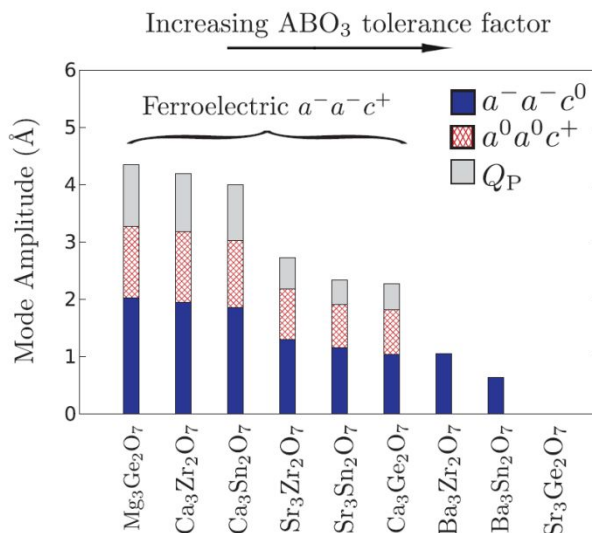 Increasing ABO₃ tolerance factor
Ferroelectric a⁻a⁻c⁺
a⁻a⁻c⁰
a⁰a⁰c⁺
Q_P
Mode Amplitude (Å)
6
5
4
3
2
1
0
Mg₃Ge₂O₇
Ca₃Zr₂O₇
Ca₃Sn₂O₇
Sr₃Zr₂O₇
Sr₃Sn₂O₇
Ca₃Ge₂O₇
Ba₃Zr₂O₇
Ba₃Sn₂O₇
Sr₃Ge₂O₇